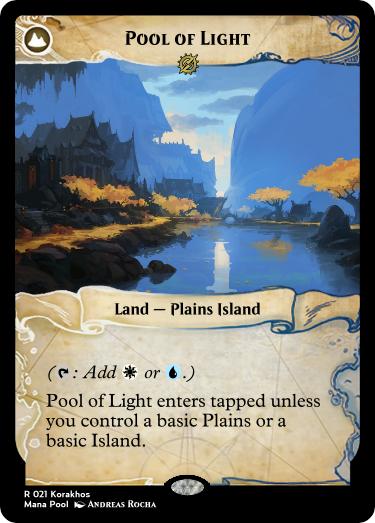 Pool of Light
Land — Plains Island
(: Add or .)
Pool of Light enters tapped unless
you control a basic Plains or a
basic Island.
R 021 Korakhos
Mana Pool Andreas Rocha